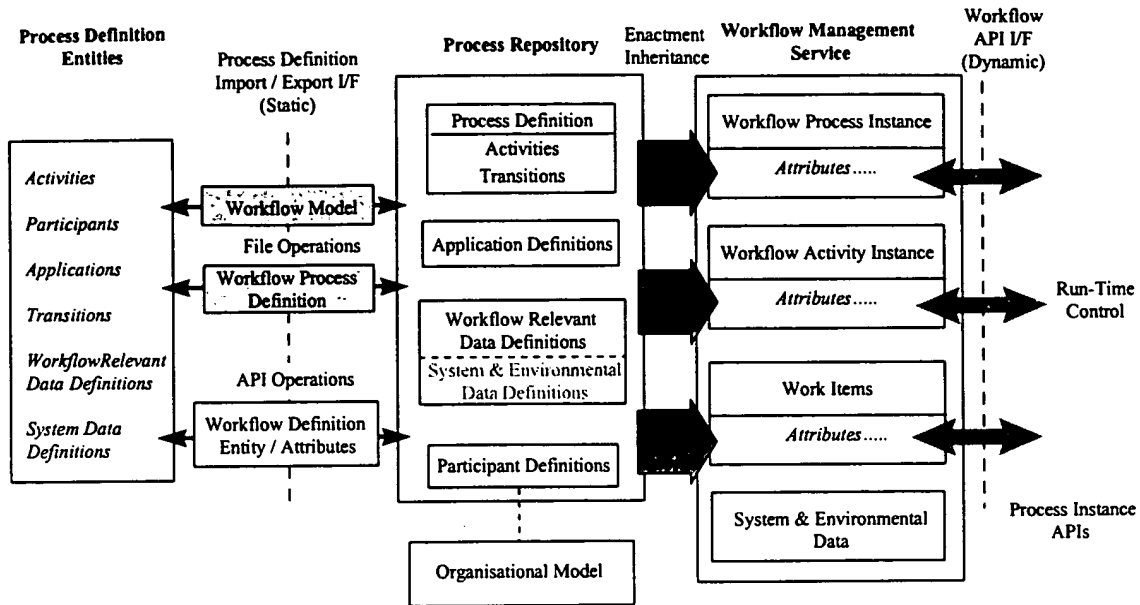 Process Definition
Entities
Process Definition
Import / Export I/F
(Static)
Process Repository
Enactment
Inheritance
Workflow Management
Service
Workflow
API I/F
(Dynamic)
Activities
Participants
Applications
Transitions
WorkflowRelevant
Data Definitions
System Data
Definitions
Workflow Model
File Operations
Workflow Process
Definition
API Operations
Workflow Definition
Entity / Attributes
Process Definition
Activities
Transitions
Application Definitions
Workflow Relevant
Data Definitions
System & Environmental
Data Definitions
Participant Definitions
Organisational Model
Workflow Process Instance
Attributes.....
Workflow Activity Instance
Attributes.....
Work Items
Attributes.....
System & Environmental
Data
Run-Time
Control
Process Instance
APIs